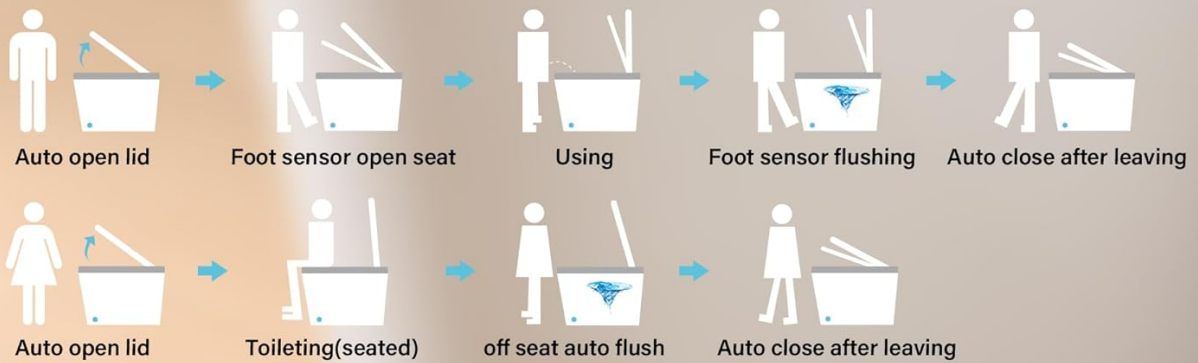 Auto open lid
Foot sensor open seat
Using
Foot sensor flushing
Auto close after leaving
Auto open lid
Toileting(seated)
off seat auto flush
Auto close after leaving